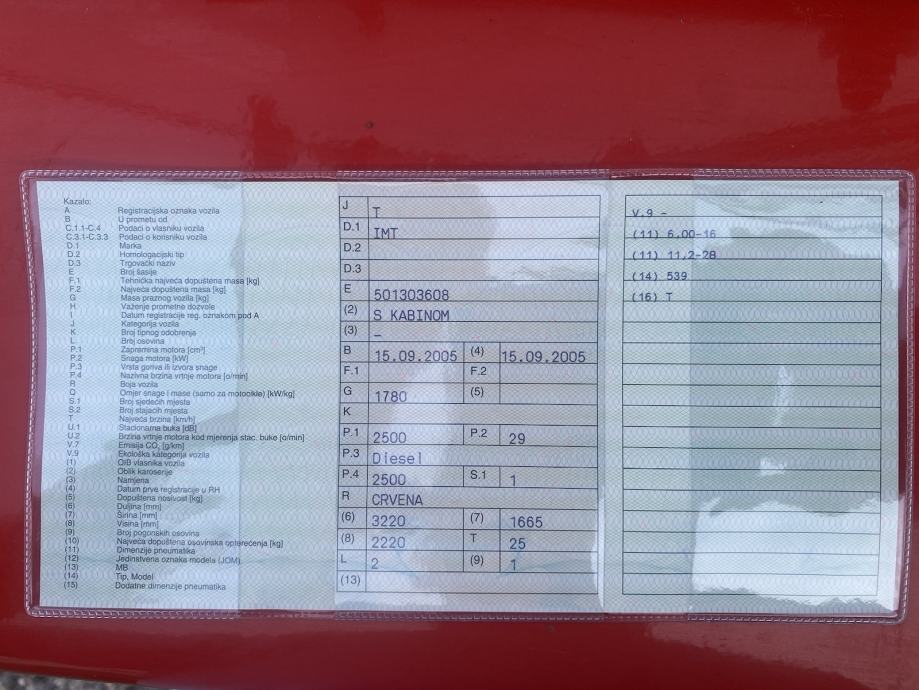 Kazalo:
A Registracijska oznaka vozila
B U prometu od
C.1.1-C.4 Podaci o vlasniku vozila
C.3.1-C.3.3 Podaci o korisniku vozila
D.1 Marka
D.2 Homologacijski tip
D.3 Trgovački naziv
E Broj šasije
F.1 Tehnička najveća dopuštena masa [kg]
F.2 Najveća dopuštena masa [kg]
G Masa praznog vozila [kg]
H Važenje prometne dozvole
I Datum registracije reg. oznakom pod A
J Kategorija vozila
K Broj tipnog odobrenja
L Broj osovina
P.1 Zapremina motora [cm³]
P.2 Snaga motora [kW]
P.3 Vrsta goriva ili izvora snage
P.4 Nazivna brzina vrtnje motora [o/min]
R Boja vozila
Q Omjer snage i mase (samo za motocikle) [kW/kg]
S.1 Broj sjedećih mjesta
S.2 Broj stajaćih mjesta
T Najveća brzina [km/h]
U.1 Stacionarna buka [dB]
U.2 Brzina vrtnje motora kod mjerenja stac. buke [o/min]
V.7 Emisija CO₂ [g/km]
V.9 Ekološka kategorija vozila
(1) OIB vlasnika vozila
(2) Oblik karoserije
(3) Namjena
(4) Datum prve registracije u RH
(5) Dopuštena nosivost [kg]
(6) Duljina [mm]
(7) Širina [mm]
(8) Visina [mm]
(9) Broj pogonskih osovina
(10) Najveća dopuštena osovinska opterećenja [kg]
(11) Dimenzije pneumatika
(12) Jedinstvena oznaka modela (JOM)
(13) MB
(14) Tip, Model
(15) Dodatne dimenzije pneumatika
J T
D.1 IMT
D.2
D.3
E 501303608
(2) S KABINOM
(3) –
B 15.09.2005 (4) 15.09.2005
F.1 F.2
G 1780 (5)
K
P.1 2500 P.2 29
P.3 Diesel
P.4 2500 S.1 1
R CRVENA
(6) 3220 (7) 1665
(8) 2220 T 25
L 2 (9) 1
(13)
V.9 -
(11) 6,00-16
(11) 11,2-28
(14) 539
(16) T